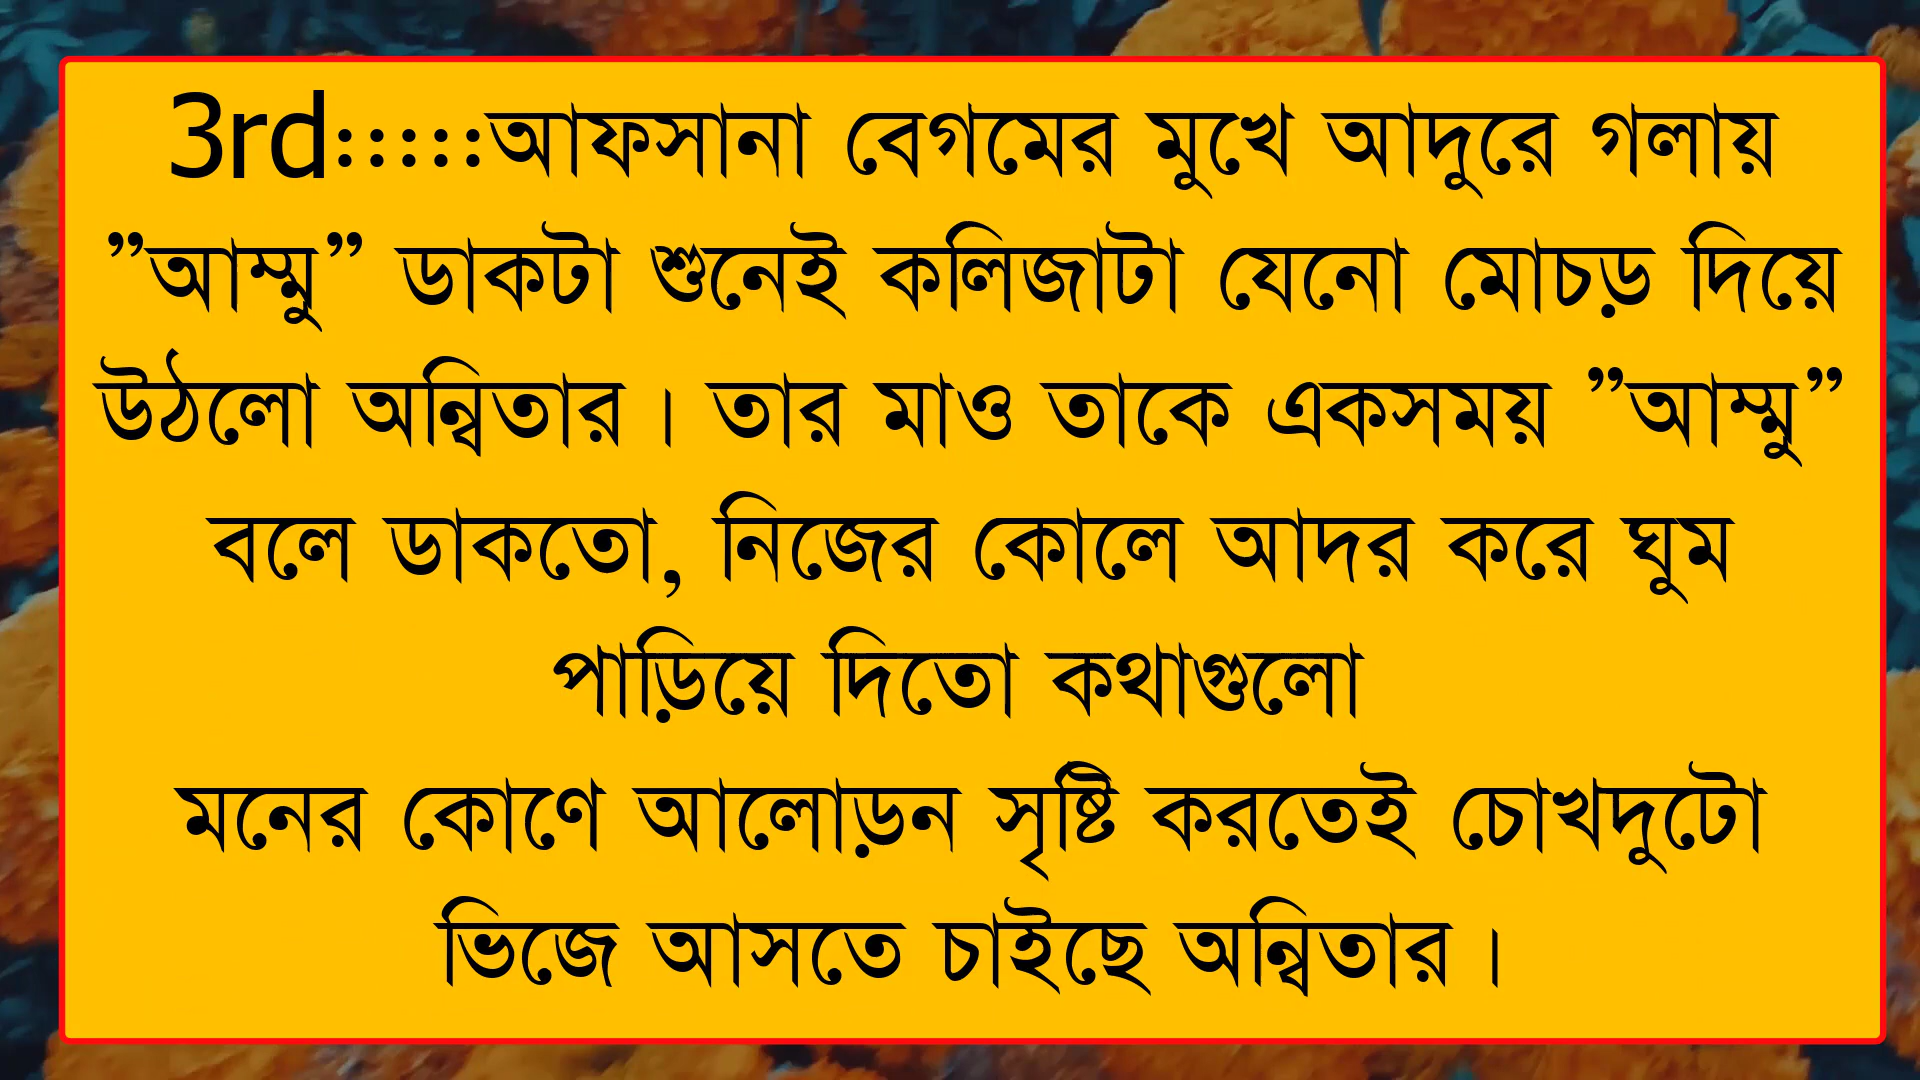 3rd:::::আফসানা বেগমের মুখে আদুরে গলায়
”আম্মু” ডাকটা শুনেই কলিজাটা যেনো মোচড় দিয়ে
উঠলো অন্বিতার। তার মাও তাকে একসময় ”আম্মু”
বলে ডাকতো, নিজের কোলে আদর করে ঘুম
পাড়িয়ে দিতো কথাগুলো
মনের কোণে আলোড়ন সৃষ্টি করতেই চোখদুটো
ভিজে আসতে চাইছে অন্বিতার।